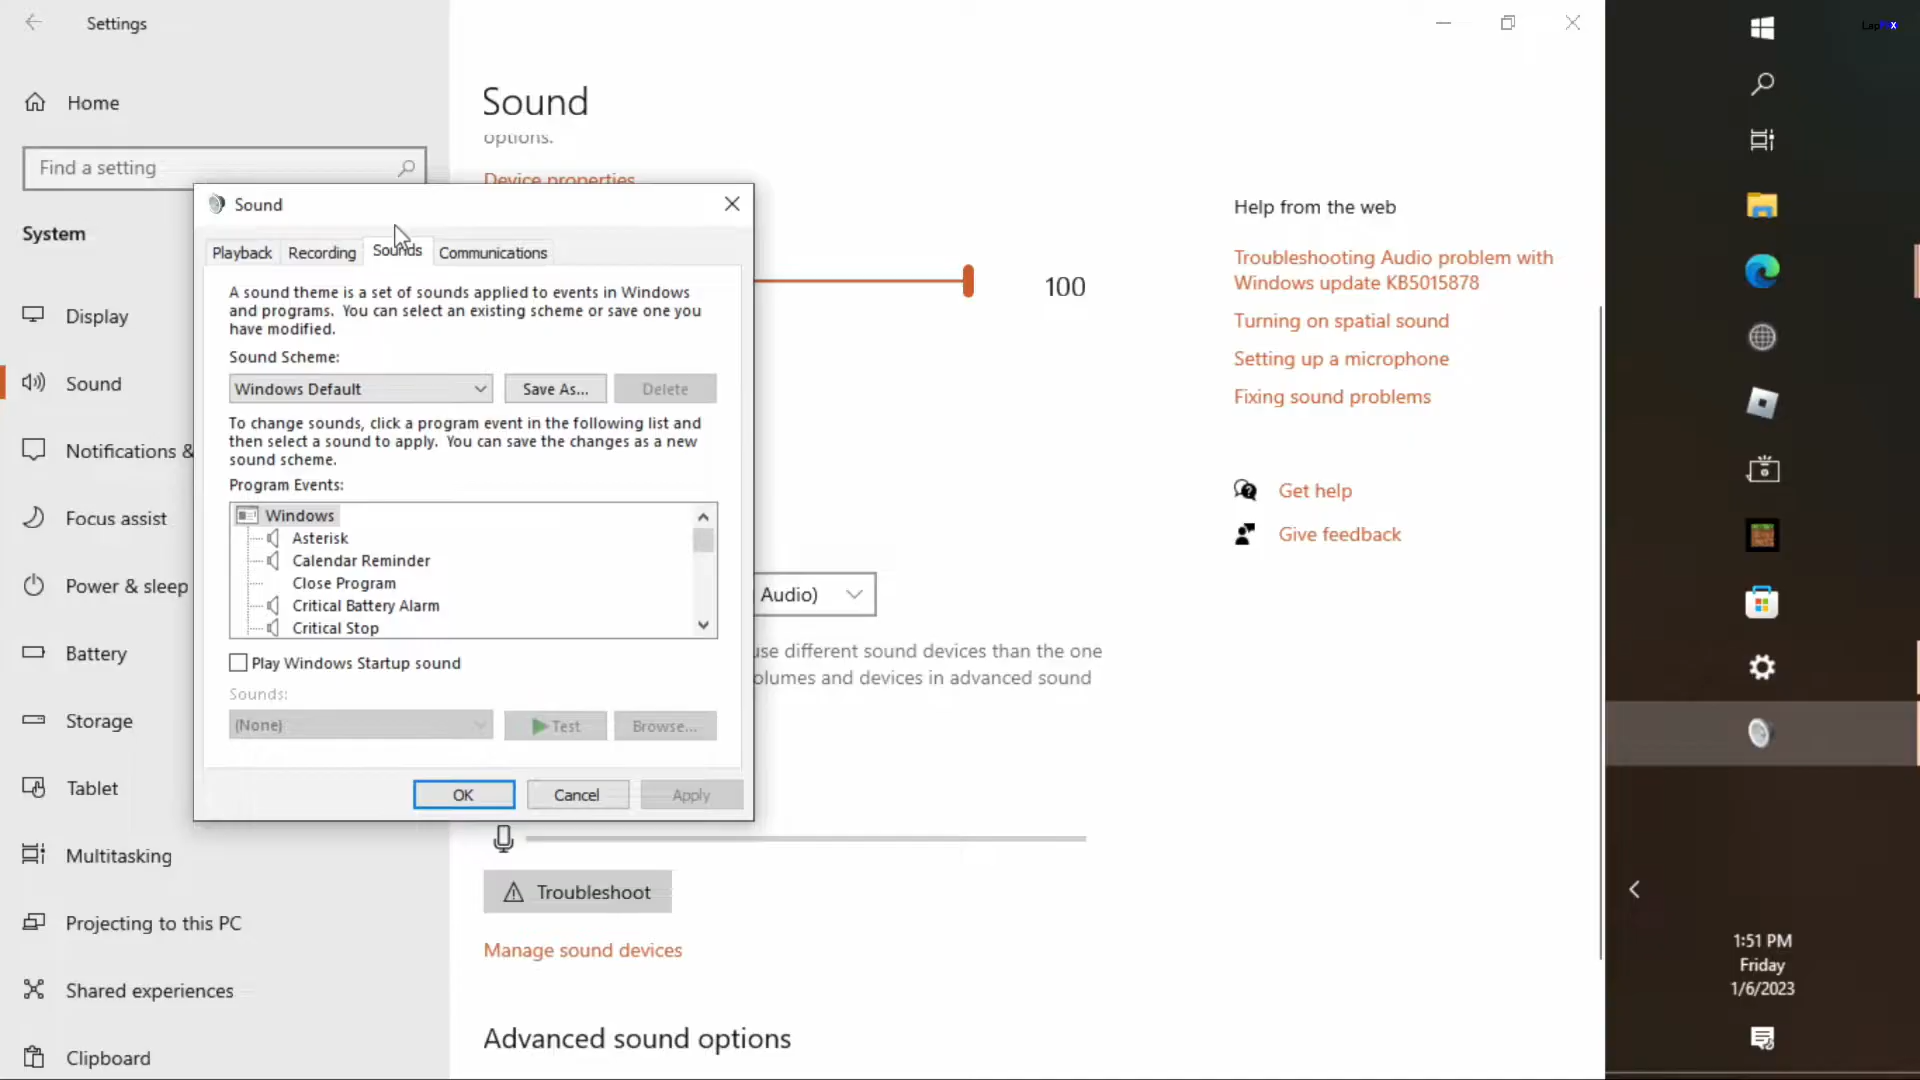 Settings
Home
Find a setting
System
Display
Sound
Notifications &
Focus assist
Power & sleep
Battery
Storage
Tablet
Multitasking
Projecting to this PC
Shared experiences
Clipboard
Sound
options.
Device properties
100
Audio)
use different sound devices than the one
olumes and devices in advanced sound
Troubleshoot
Manage sound devices
Advanced sound options
Sound
Playback Recording Sounds Communications
A sound theme is a set of sounds applied to events in Windows
and programs. You can select an existing scheme or save one you
have modified.
Sound Scheme:
Windows Default Save As... Delete
To change sounds, click a program event in the following list and
then select a sound to apply. You can save the changes as a new
sound scheme.
Program Events:
Windows
Asterisk
Calendar Reminder
Close Program
Critical Battery Alarm
Critical Stop
Play Windows Startup sound
Sounds:
(None) Test Browse...
OK Cancel Apply
Help from the web
Troubleshooting Audio problem with
Windows update KB5015878
Turning on spatial sound
Setting up a microphone
Fixing sound problems
Get help
Give feedback
1:51 PM
Friday
1/6/2023